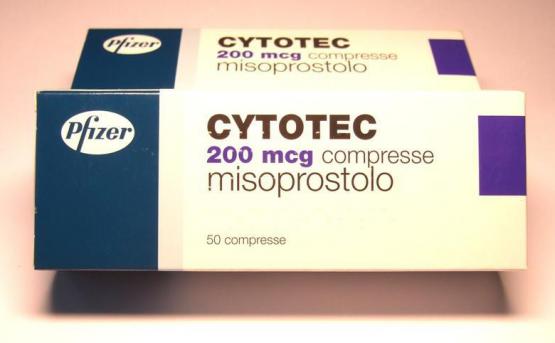 Pfizer
CYTOTEC
200 mcg compresse
misoprostolo
Pfizer
CYTOTEC
200 mcg compresse
misoprostolo
50 compresse